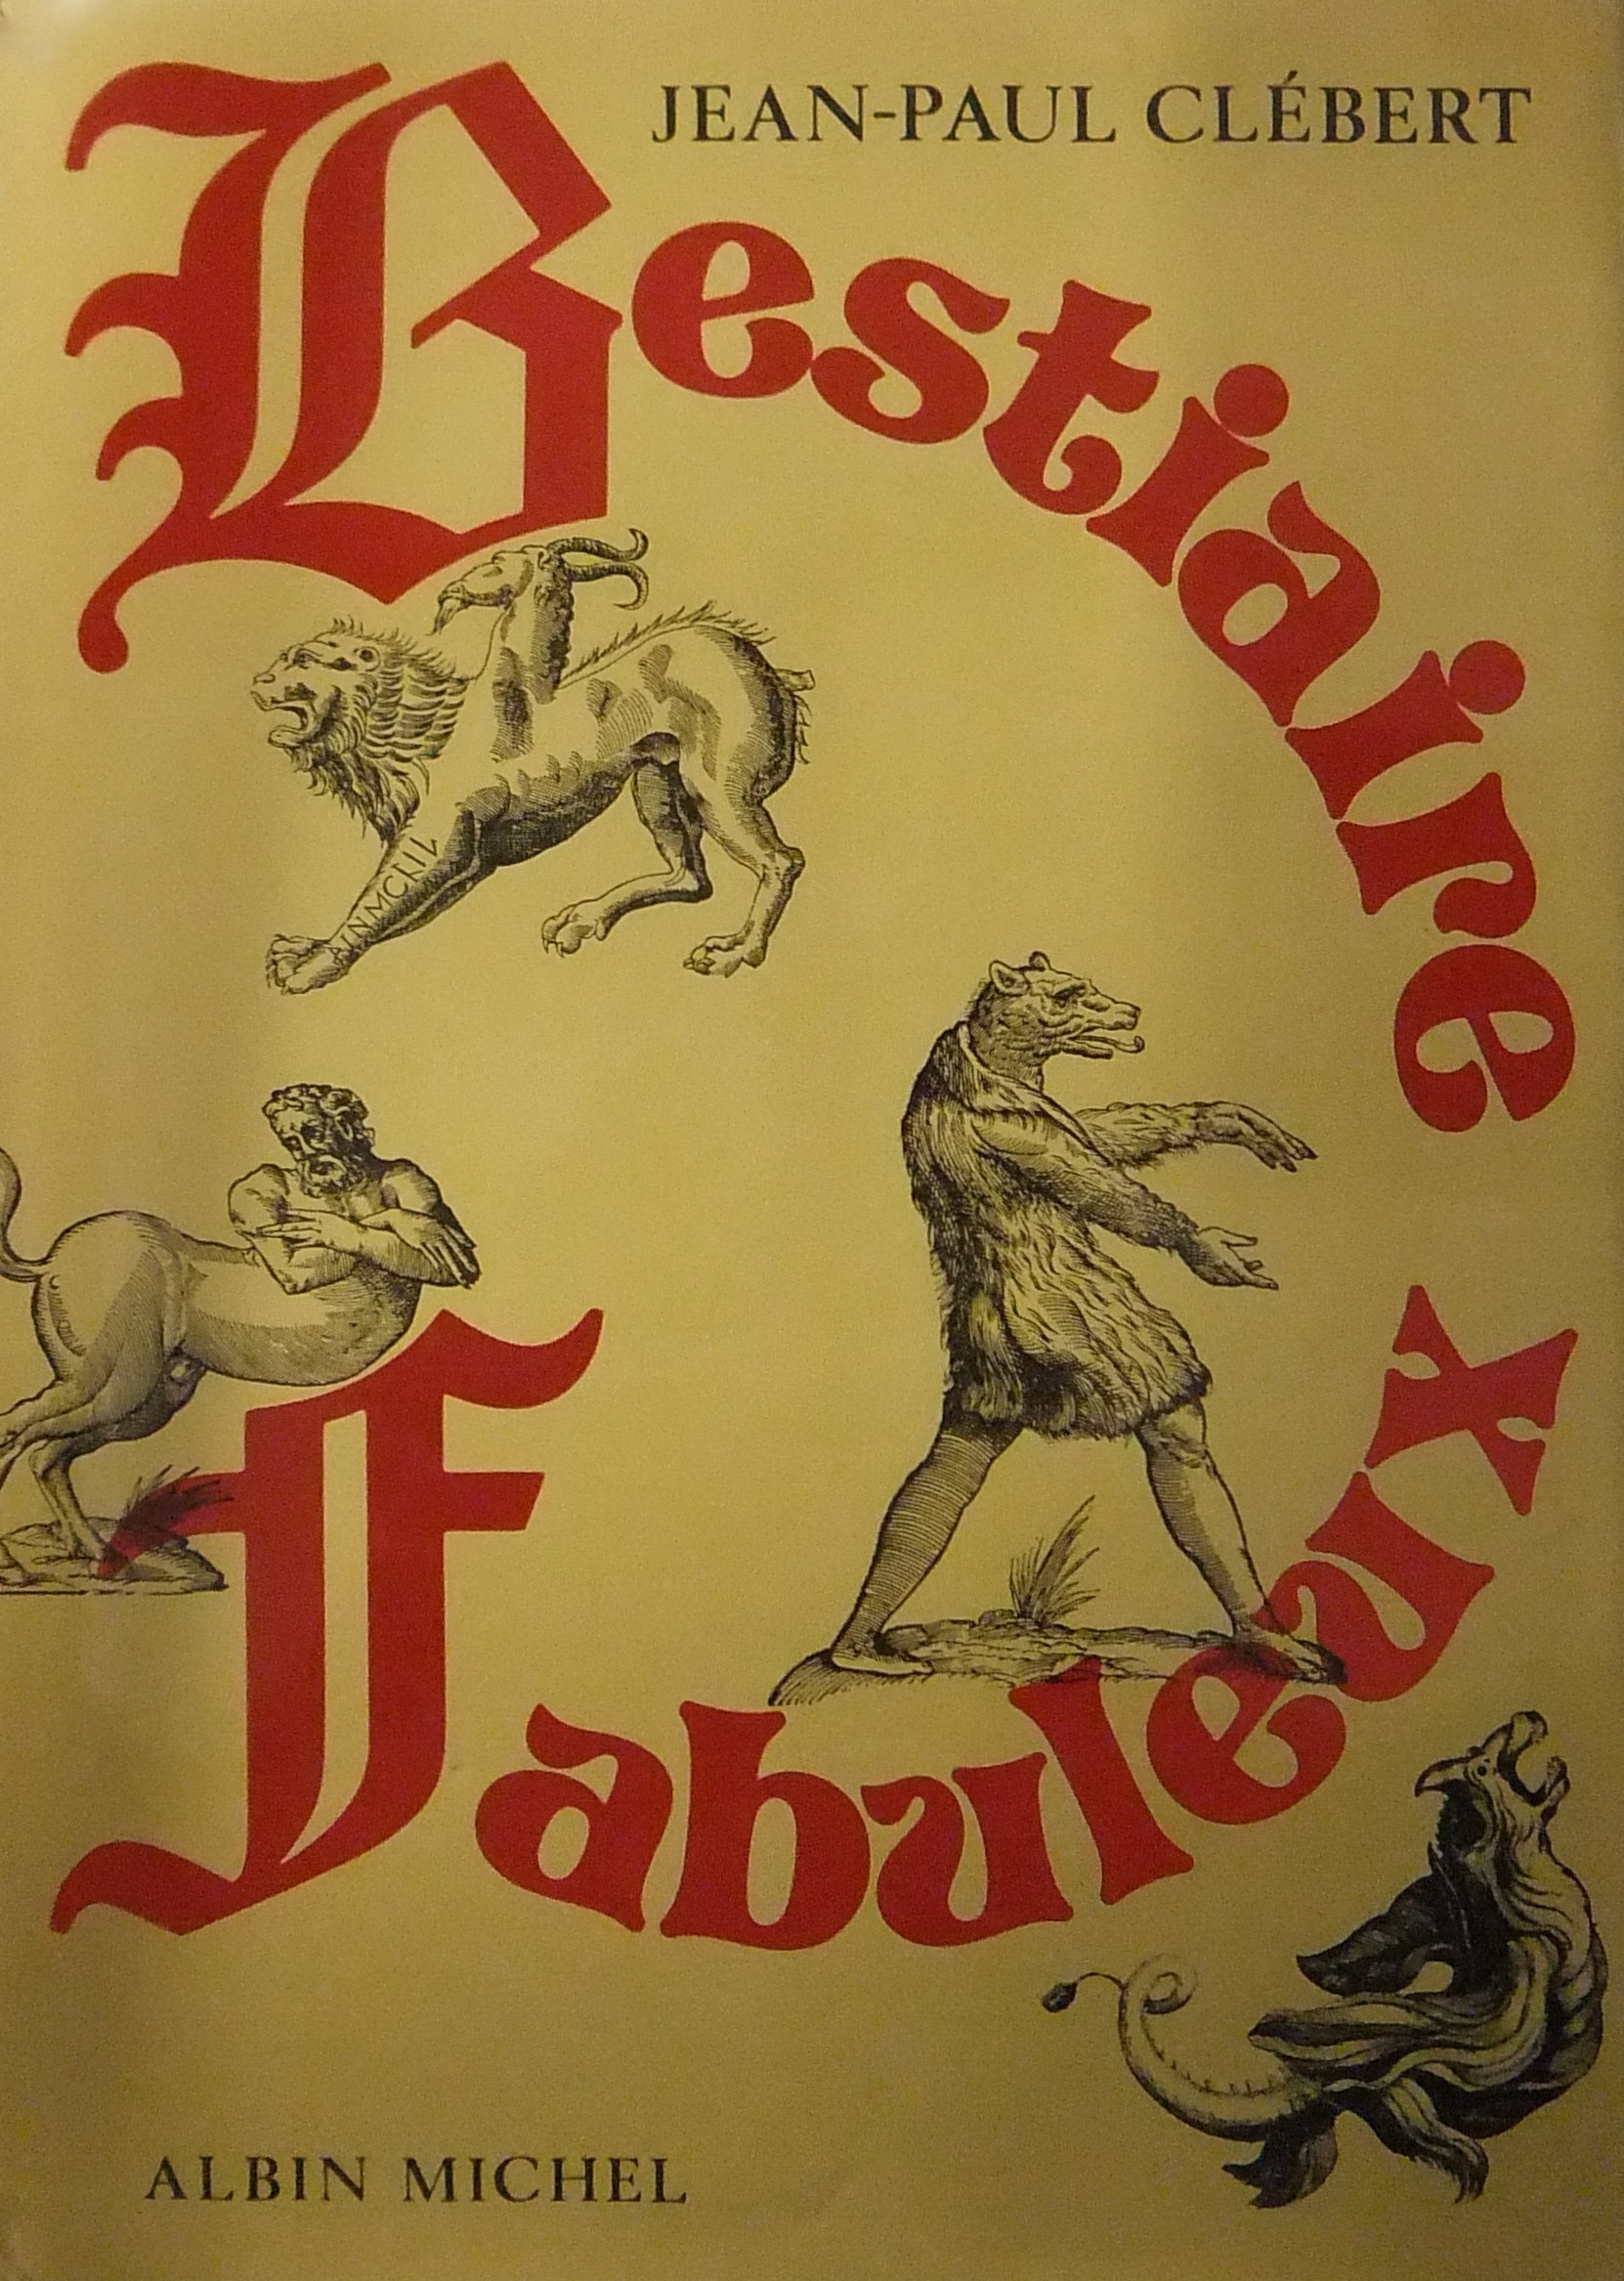 JEAN-PAUL CLÉBERT
Bestiaire
Fabuleux
ALBIN MICHEL